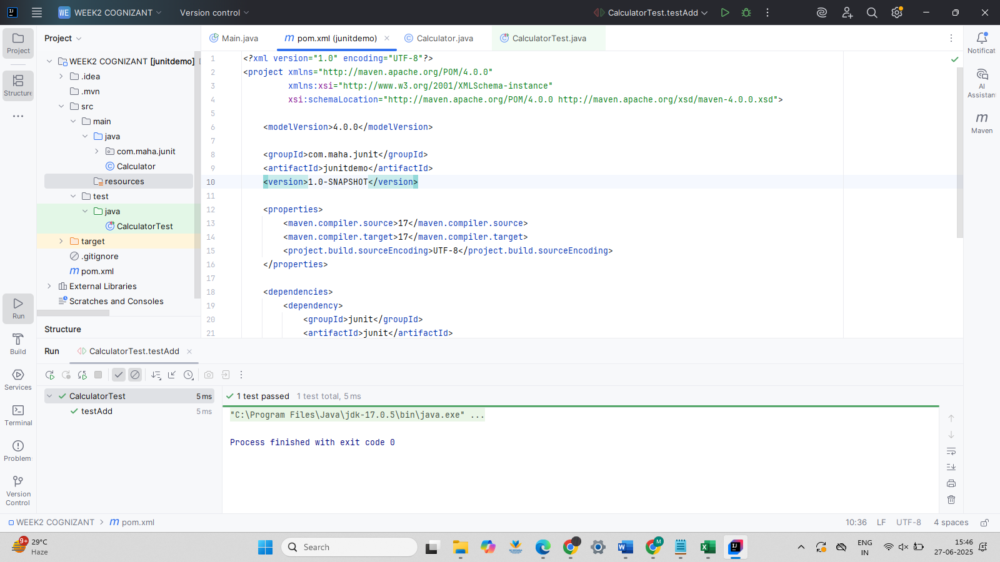 WE WEEK2 COGNIZANT
Version control
CalculatorTest.testAdd
Project
Main.java
pom.xml (junitdemo)
Calculator.java
CalculatorTest.java
Project
Structure
Run
Build
Services
Terminal
Problem
Version
Control
WEEK2 COGNIZANT [junitdemo]
.idea
.mvn
src
main
java
com.maha.junit
Calculator
resources
test
java
CalculatorTest
target
.gitignore
pom.xml
External Libraries
Scratches and Consoles
Structure
1 <?xml version="1.0" encoding="UTF-8"?>
2 <project xmlns="http://maven.apache.org/POM/4.0.0"
3 xmlns:xsi="http://www.w3.org/2001/XMLSchema-instance"
4 xsi:schemaLocation="http://maven.apache.org/POM/4.0.0 http://maven.apache.org/xsd/maven-4.0.0.xsd">
5
6 <modelVersion>4.0.0</modelVersion>
7
8 <groupId>com.maha.junit</groupId>
9 <artifactId>junitdemo</artifactId>
10 <version>1.0-SNAPSHOT</version>
11
12 <properties>
13 <maven.compiler.source>17</maven.compiler.source>
14 <maven.compiler.target>17</maven.compiler.target>
15 <project.build.sourceEncoding>UTF-8</project.build.sourceEncoding>
16 </properties>
17
18 <dependencies>
19 <dependency>
20 <groupId>junit</groupId>
21 <artifactId>junit</artifactId>
Notificat
AI
Assistan
Maven
Run
CalculatorTest.testAdd
CalculatorTest 5 ms
testAdd 5 ms
1 test passed 1 test total, 5 ms
"C:\Program Files\Java\jdk-17.0.5\bin\java.exe" ...
Process finished with exit code 0
WEEK2 COGNIZANT > pom.xml
10:36 LF UTF-8 4 spaces
9+
29°C
Haze
Search
M
ENG
IN
15:46
27-06-2025